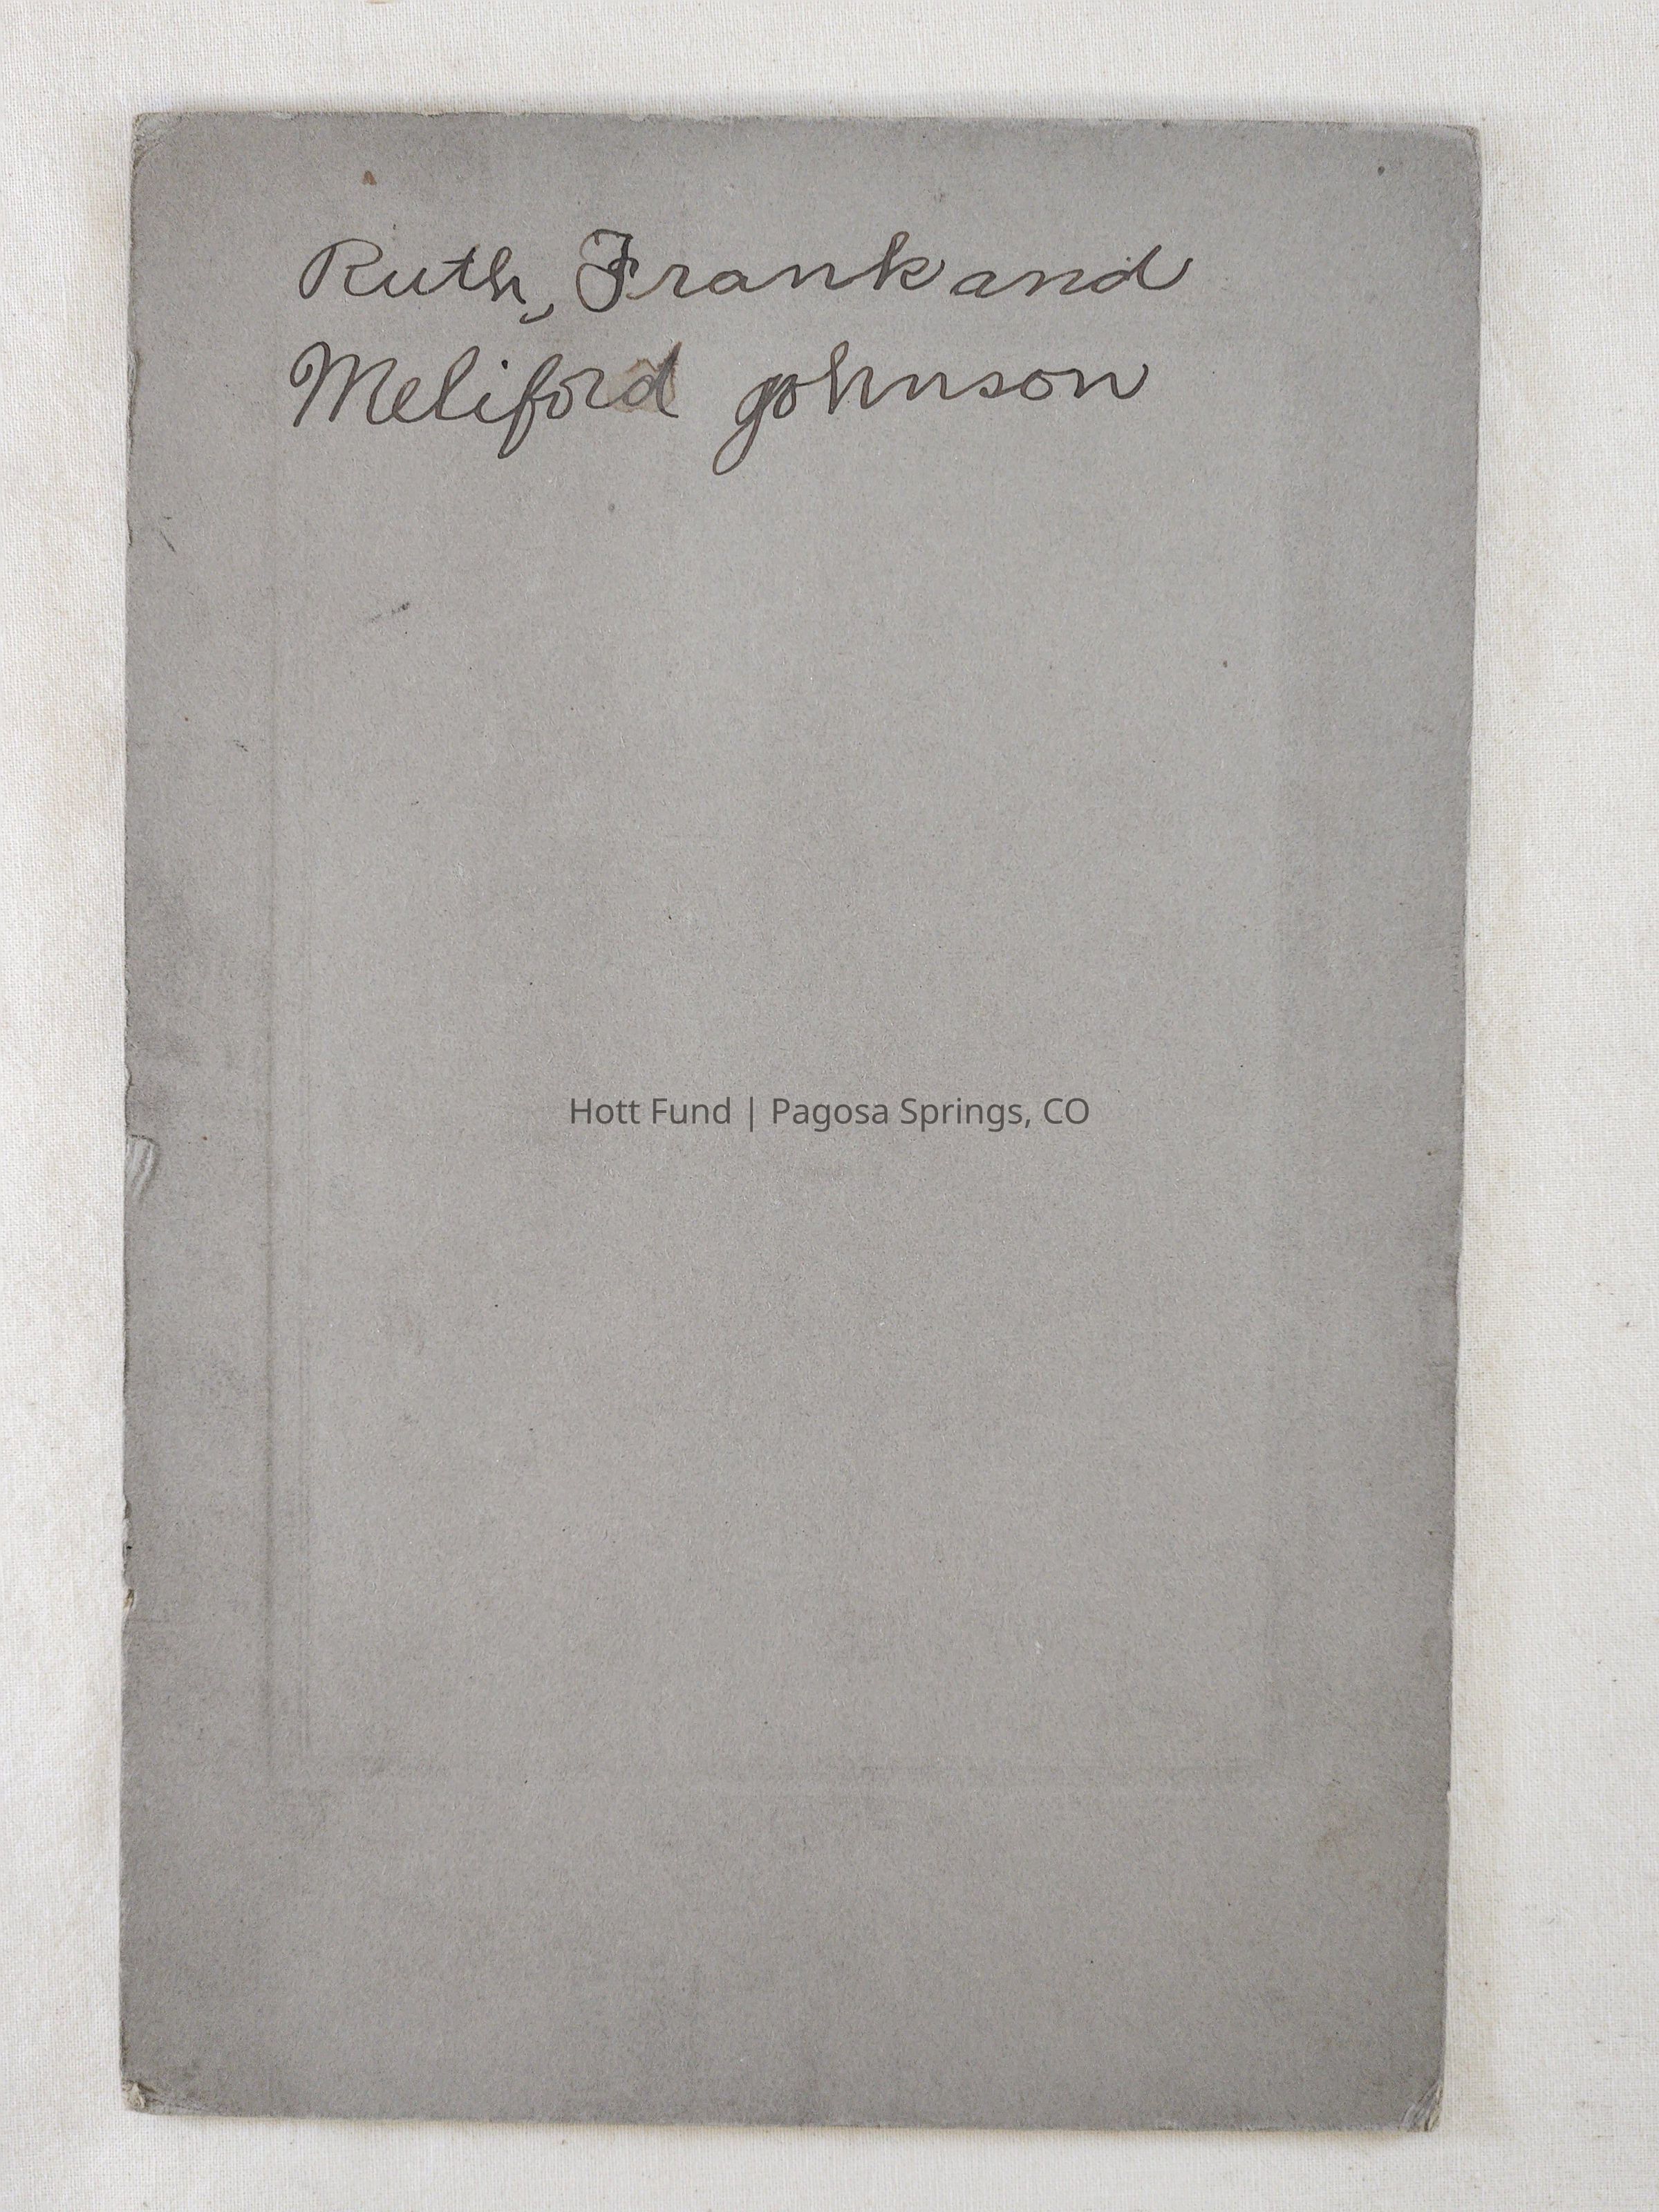 Ruth, Frank and
Meliford Johnson
Hott Fund | Pagosa Springs, CO